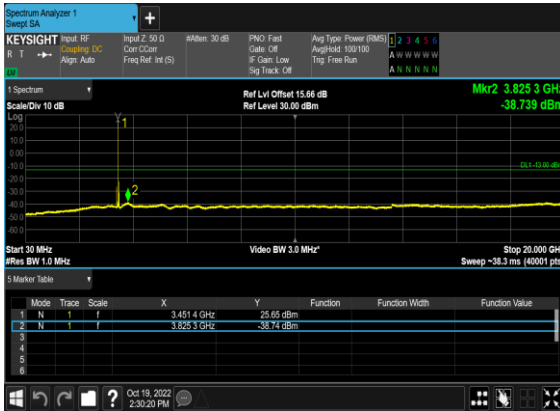 Spectrum Analyzer 1
Swept SA
+
KEYSIGHT
R T
LW
Input: RF
Coupling: DC
Align: Auto
Input Z: 50 Ω
Corr CCorr
Freq Ref: Int (S)
#Atten: 30 dB
PNO: Fast
Gate: Off
IF Gain: Low
Sig Track: Off
Avg Type: Power (RMS)
Avg|Hold: 100/100
Trig: Free Run
1 2 3 4 5 6
A W W W W W
A N N N N N
1 Spectrum
Scale/Div 10 dB
Ref Lvl Offset 15.66 dB
Ref Level 30.00 dBm
Mkr2 3.825 3 GHz
-38.739 dBm
Log
20.0
10.0
0.00
-10.0
-20.0
-30.0
-40.0
-50.0
-60.0
1
2
DL1 -13.00 dBm
Start 30 MHz
#Res BW 1.0 MHz
Video BW 3.0 MHz*
Stop 20.000 GHz
Sweep ~38.3 ms (40001 pts)
5 Marker Table
Mode Trace Scale X Y Function Function Width Function Value
1 N 1 f 3.451 4 GHz 25.65 dBm
2 N 1 f 3.825 3 GHz -38.74 dBm
3
4
5
6
?
Oct 19, 2022
2:30:20 PM